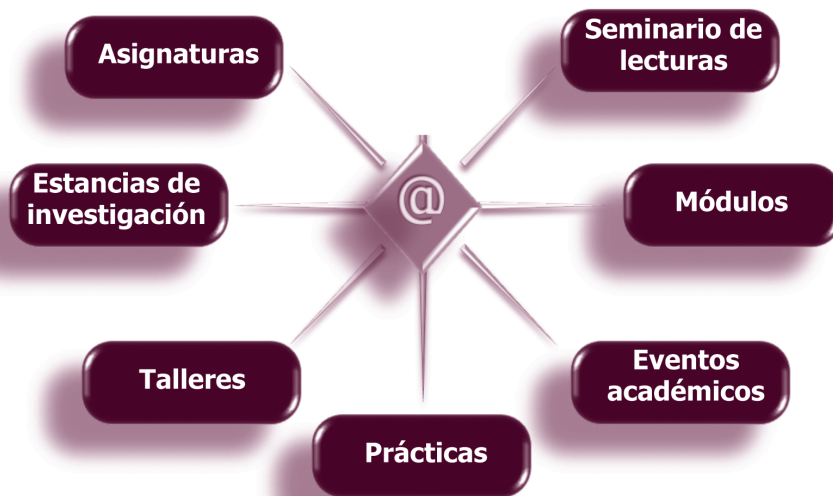 Asignaturas
Seminario de
lecturas
Estancias de
investigación
@
Módulos
Talleres
Eventos
académicos
Prácticas